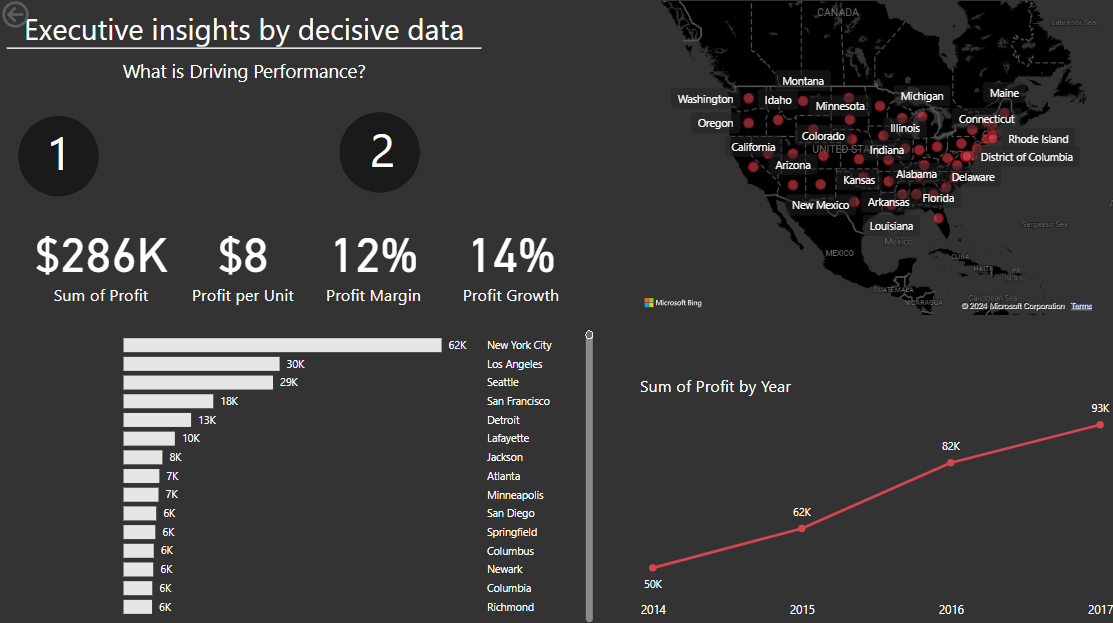 Executive insights by decisive data
What is Driving Performance?
1
2
$286K
Sum of Profit
$8
Profit per Unit
12%
Profit Margin
14%
Profit Growth
62K New York City
30K Los Angeles
29K Seattle
18K San Francisco
13K Detroit
10K Lafayette
8K Jackson
7K Atlanta
7K Minneapolis
6K San Diego
6K Springfield
6K Columbus
6K Newark
6K Columbia
6K Richmond
CANADA
Labrador Sea
Montana
Washington
Idaho
Minnesota
Michigan
Maine
Oregon
Connecticut
Colorado
Illinois
Rhode Island
California
UNITED STA
Indiana
District of Columbia
Arizona
Kansas
Alabama
Delaware
New Mexico
Arkansas
Florida
Louisiana
Sargasso Sea
Mexico
MEXICO
CUBA
HAITI
PR
(U.S.)
GUATEMALA
Caribbean Sea
NICARAGUA
Microsoft Bing
© 2024 Microsoft Corporation Terms
Sum of Profit by Year
93K
82K
62K
50K
2014
2015
2016
2017